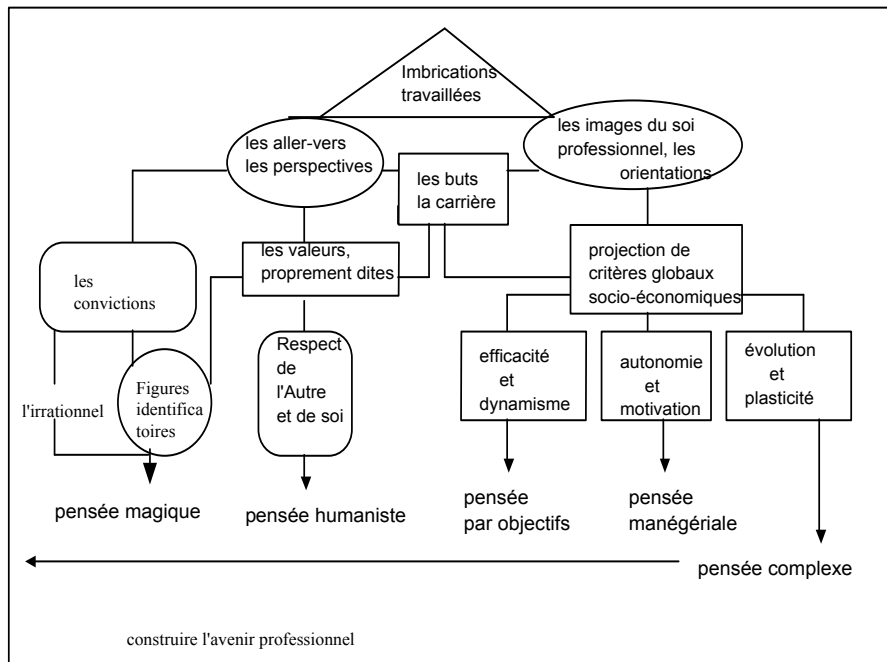 Imbrications
travaillées
les aller-vers
les perspectives
les images du soi
professionnel, les
orientations
les buts
la carrière
les
convictions
les valeurs,
proprement dites
projection de
critères globaux
socio-économiques
l'irrationnel
Figures
identifica
toires
Respect
de
l'Autre
et de soi
efficacité
et
dynamisme
autonomie
et
motivation
évolution
et
plasticité
pensée magique
pensée humaniste
pensée
par objectifs
pensée
manégériale
pensée complexe
construire l'avenir professionnel